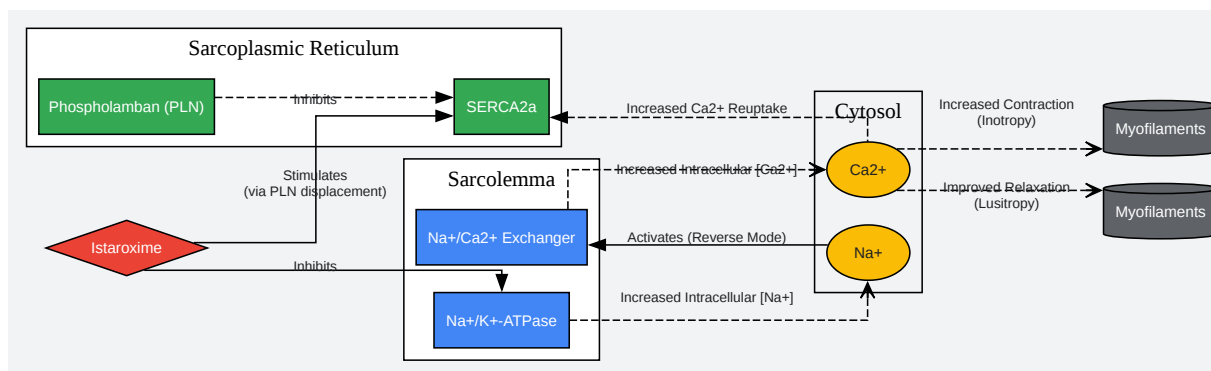 Sarcoplasmic Reticulum
Phospholamban (PLN)
Inhibits
SERCA2a
Increased Ca2+ Reuptake
Cytosol
Increased Contraction
(Inotropy)
Myofilaments
Stimulates
(via PLN displacement)
Sarcolemma
Increased Intracellular [Ca2+]
Ca2+
Improved Relaxation
(Lusitropy)
Myofilaments
Istaroxime
Na+/Ca2+ Exchanger
Activates (Reverse Mode)
Na+
Inhibits
Na+/K+-ATPase
Increased Intracellular [Na+]